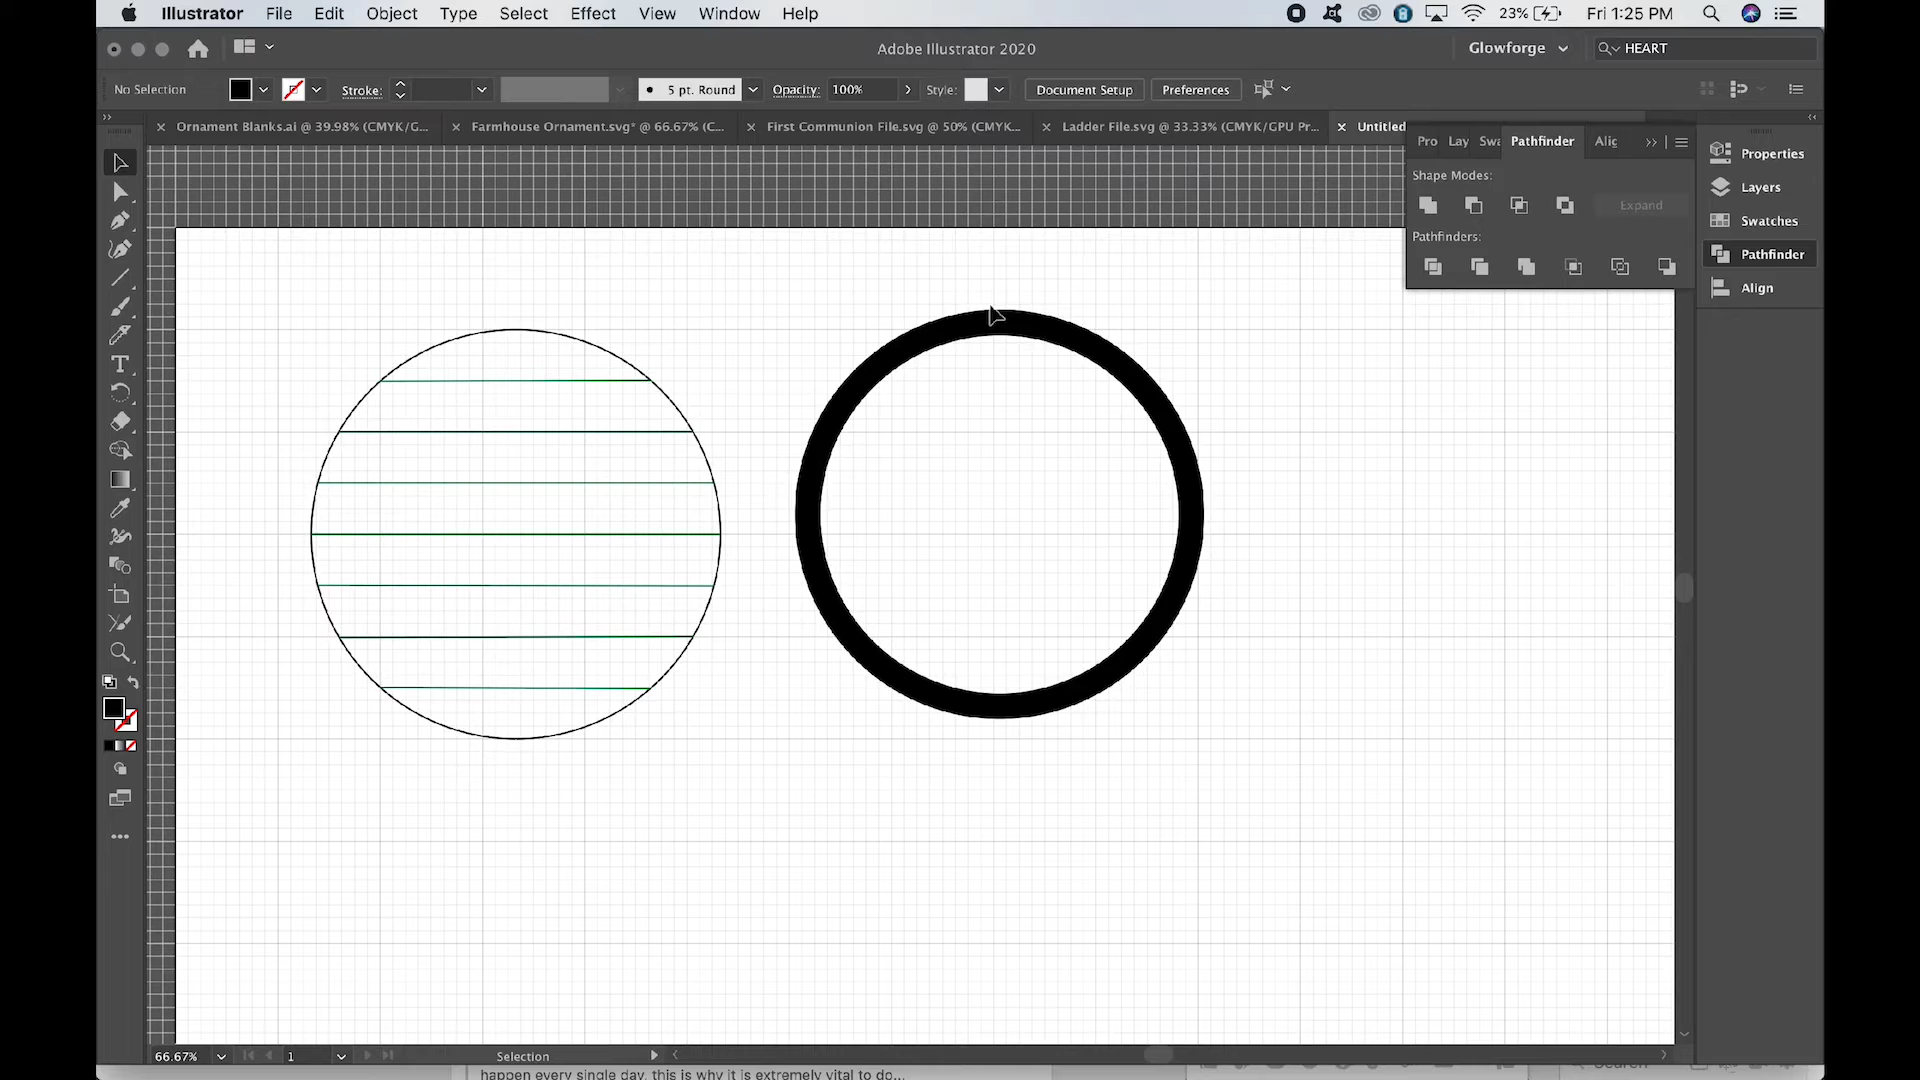 Illustrator File Edit Object Type Select Effect View Window Help 23% Fri 1:25 PM
Adobe Illustrator 2020 Glowforge HEART
No Selection Stroke: 5 pt. Round Opacity: 100% Style: Document Setup Preferences
Ornament Blanks.ai @ 39.98% (CMYK/G... Farmhouse Ornament.svg* @ 66.67% (C... First Communion File.svg @ 50% (CMYK... Ladder File.svg @ 33.33% (CMYK/GPU Pr... Untitled
Pro Lay Swa Pathfinder Alig
Shape Modes:
Expand
Pathfinders:
Properties
Layers
Swatches
Pathfinder
Align
66.67% 1 Selection
happen every single day, this is why it is extremely vital to do...